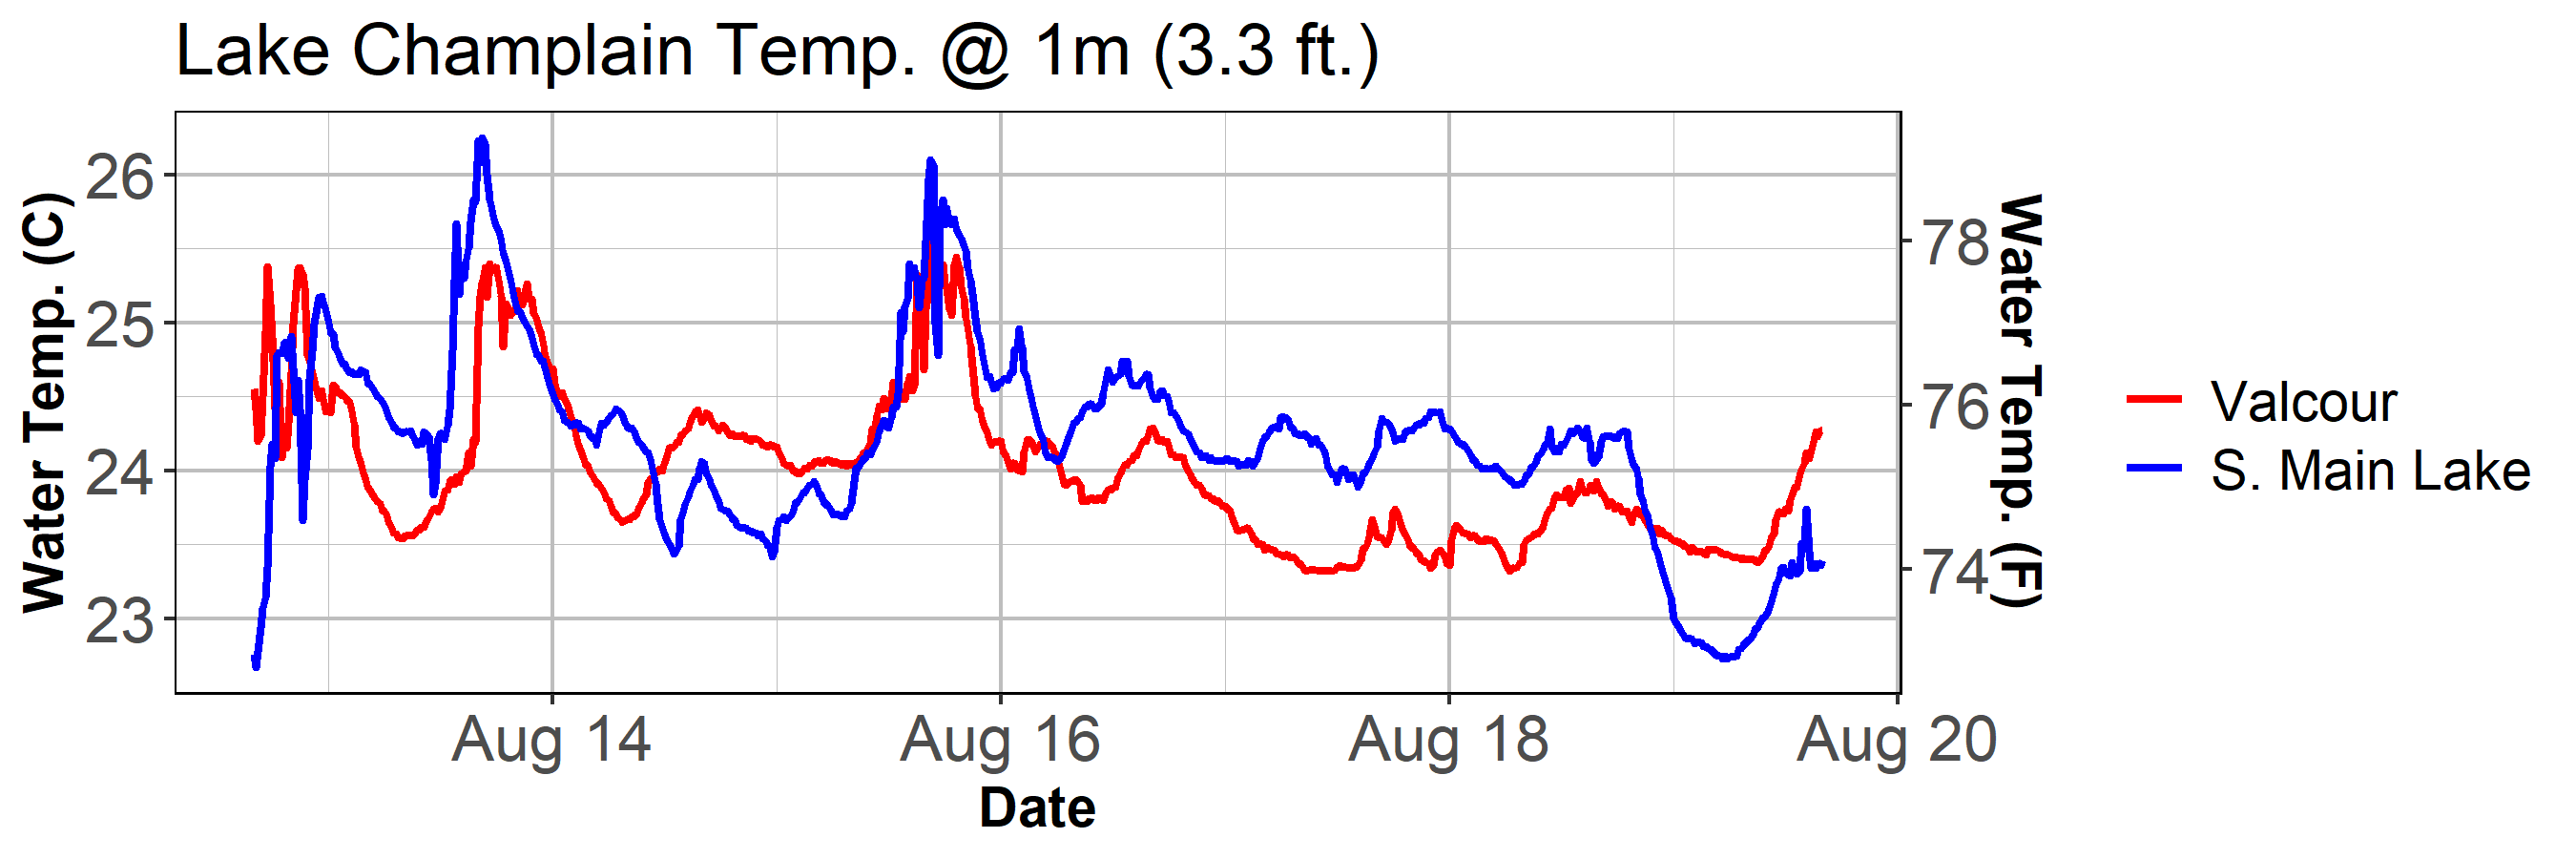 Lake Champlain Temp. @ 1m (3.3 ft.)
Water Temp. (C)
26
25
24
23
78
76
74
Water Temp. (F)
Aug 14
Aug 16
Aug 18
Aug 20
Date
Valcour
S. Main Lake